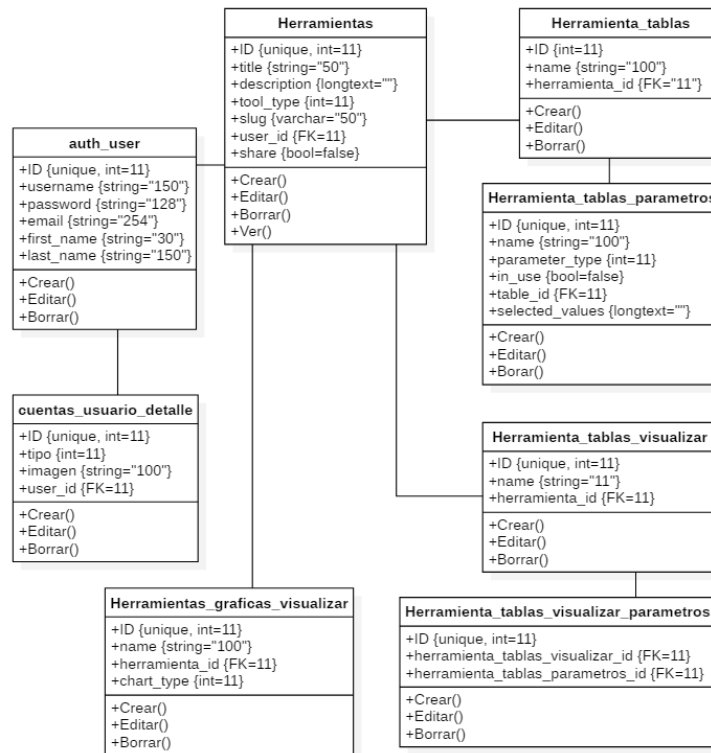 Herramientas
+ID {unique, int=11}
+title {string="50"}
+description {longtext=""}
+tool_type {int=11}
+slug {varchar="50"}
+user_id {FK=11}
+share {bool=false}
+Crear()
+Editar()
+Borrar()
+Ver()
Herramienta_tablas
+ID {int=11}
+name {string="100"}
+herramienta_id {FK="11"}
+Crear()
+Editar()
+Borrar()
auth_user
+ID {unique, int=11}
+username {string="150"}
+password {string="128"}
+email {string="254"}
+first_name {string="30"}
+last_name {string="150"}
+Crear()
+Editar()
+Borrar()
Herramienta_tablas_parametros
+ID {unique, int=11}
+name {string="100"}
+parameter_type {int=11}
+in_use {bool=false}
+table_id {FK=11}
+selected_values {longtext=""}
+Crear()
+Editar()
+Borar()
cuentas_usuario_detalle
+ID {unique, int=11}
+tipo {int=11}
+imagen {string="100"}
+user_id {FK=11}
+Crear()
+Editar()
+Borrar()
Herramienta_tablas_visualizar
+ID {unique, int=11}
+name {string="11"}
+herramienta_id {FK=11}
+Crear()
+Editar()
+Borrar()
Herramientas_graficas_visualizar
+ID {unique, int=11}
+name {string="100"}
+herramienta_id {FK=11}
+chart_type {int=11}
+Crear()
+Editar()
+Borrar()
Herramienta_tablas_visualizar_parametros
+ID {unique, int=11}
+herramienta_tablas_visualizar_id {FK=11}
+herramienta_tablas_parametros_id {FK=11}
+Crear()
+Editar()
+Borrar()